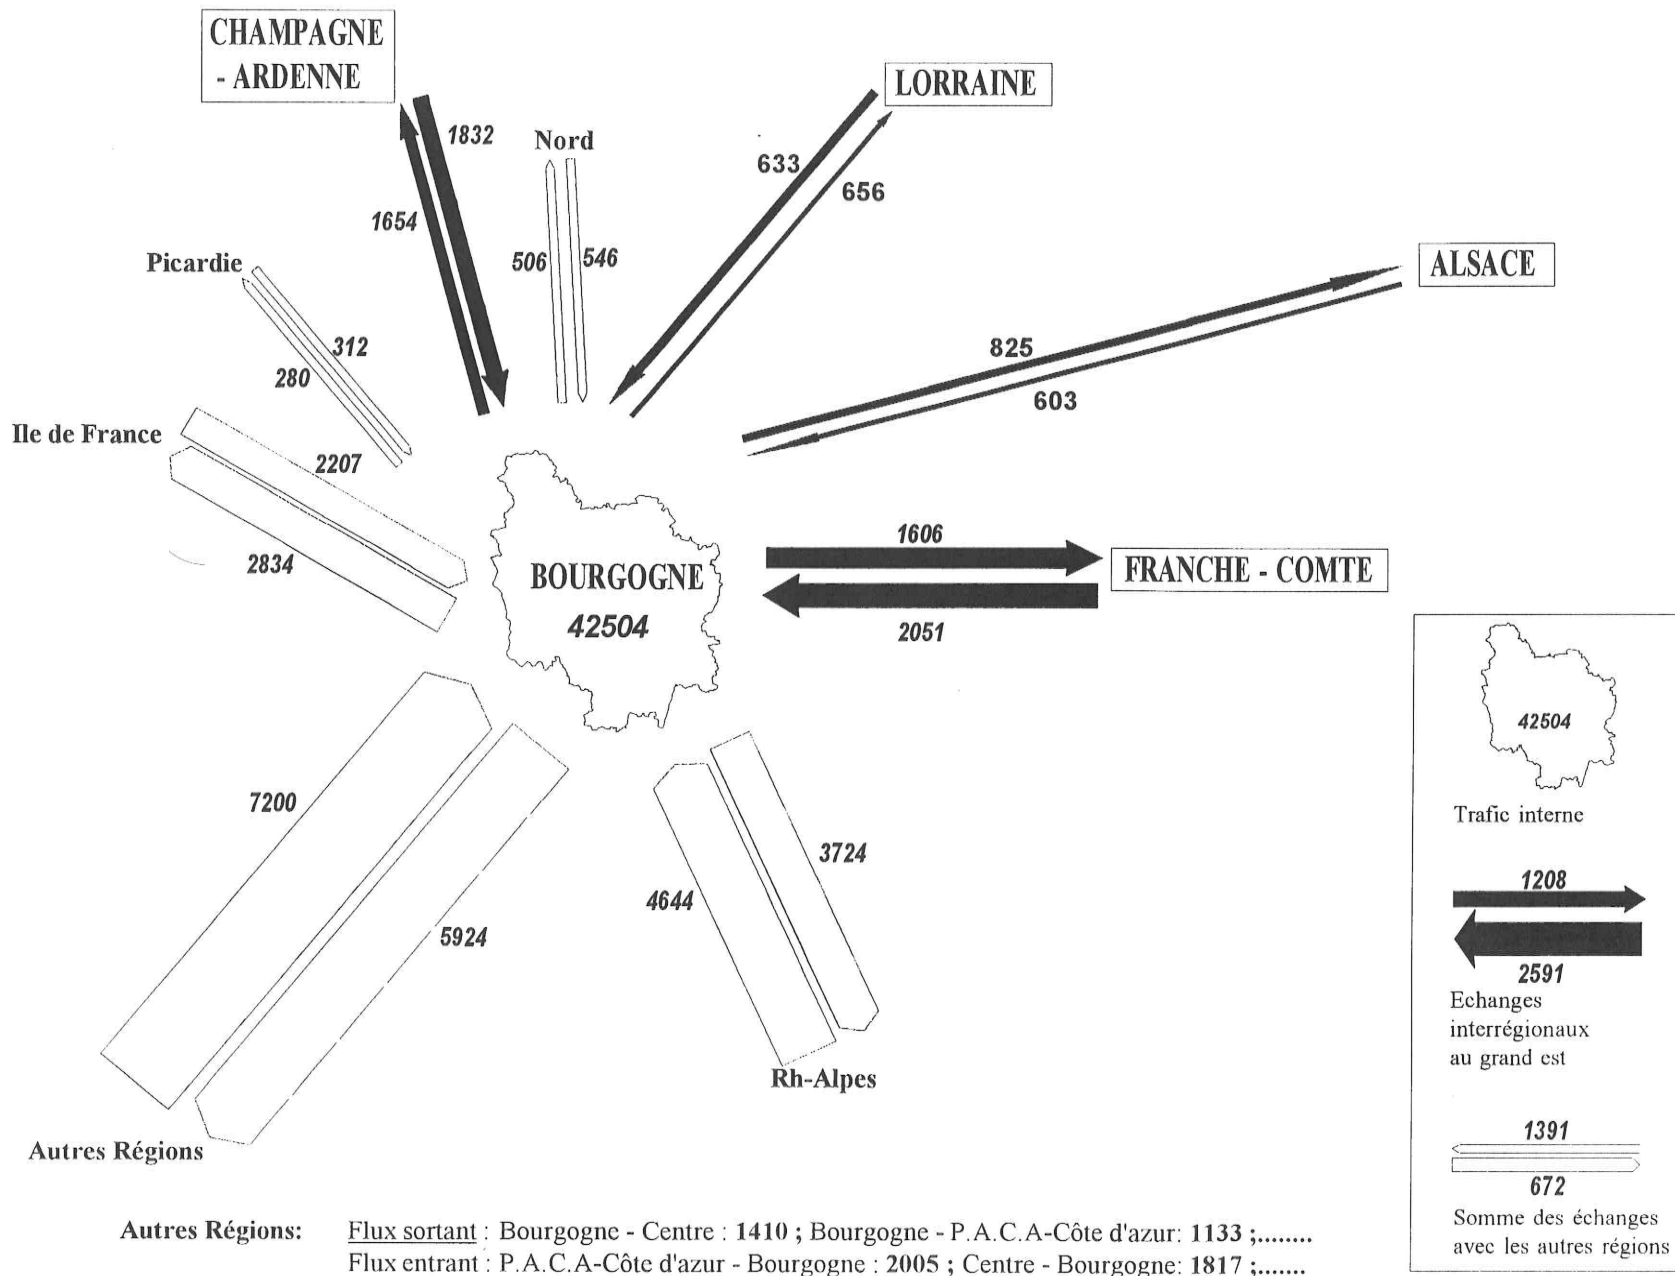 CHAMPAGNE
- ARDENNE
LORRAINE
1832
Nord
633
656
1654
506
546
Picardie
ALSACE
312
280
825
603
Ile de France
2207
2834
1606
BOURGOGNE
42504
FRANCHE - COMTE
2051
7200
5924
3724
4644
Rh-Alpes
Autres Régions
42504
Trafic interne
1208
2591
Echanges
interrégionaux
au grand est
1391
672
Somme des échanges
avec les autres régions
Autres Régions: Flux sortant : Bourgogne - Centre : 1410 ; Bourgogne - P.A.C.A-Côte d'azur: 1133 ;........
Flux entrant : P.A.C.A-Côte d'azur - Bourgogne : 2005 ; Centre - Bourgogne: 1817 ;.......